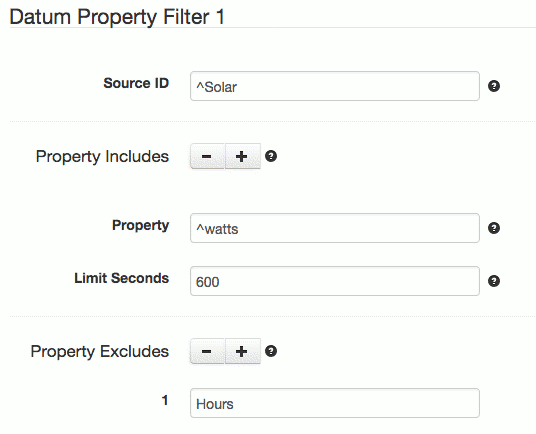 Datum Property Filter 1
Source ID ^Solar ?
Property Includes - + ?
Property ^watts ?
Limit Seconds 600 ?
Property Excludes - + ?
1 Hours